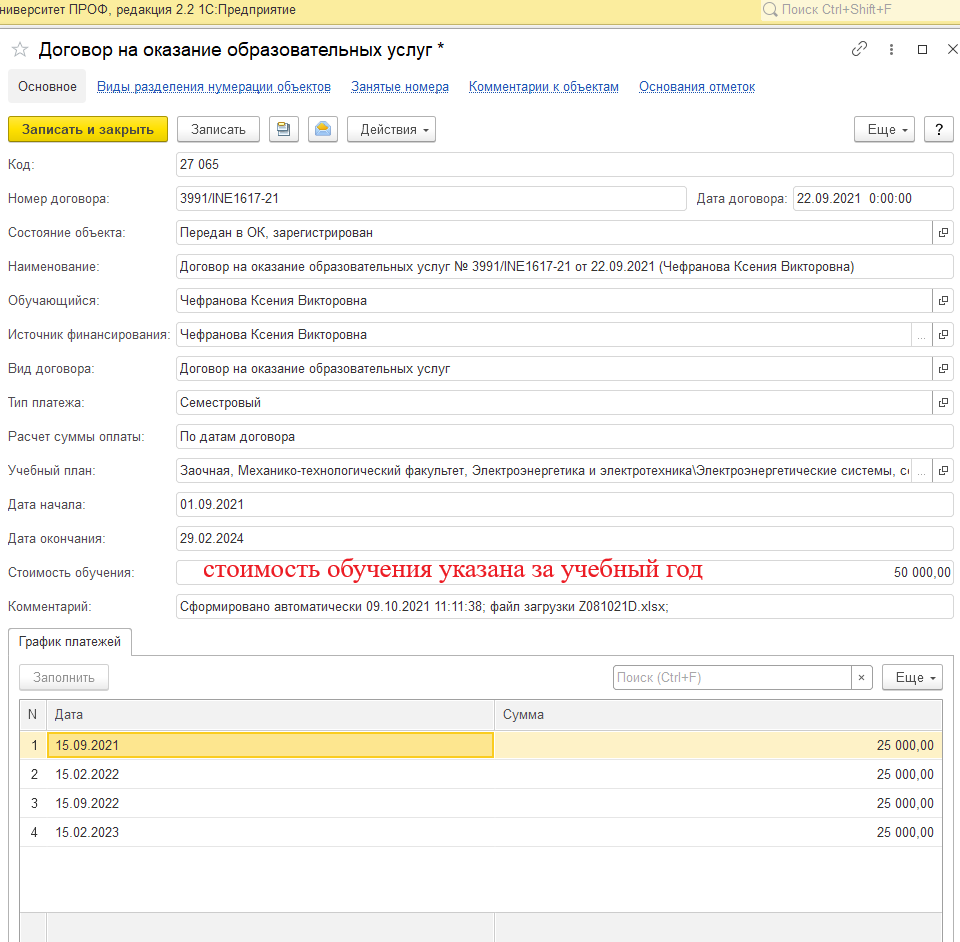 ниверситет ПРОФ, редакция 2.2 1С:Предприятие
Поиск Ctrl+Shift+F
Договор на оказание образовательных услуг *
Основное Виды разделения нумерации объектов Занятые номера Комментарии к объектам Основания отметок
Записать и закрыть Записать Действия Еще ?
Код: 27 065
Номер договора: 3991/INE1617-21 Дата договора: 22.09.2021 0:00:00
Состояние объекта: Передан в ОК, зарегистрирован
Наименование: Договор на оказание образовательных услуг № 3991/INE1617-21 от 22.09.2021 (Чефранова Ксения Викторовна)
Обучающийся: Чефранова Ксения Викторовна
Источник финансирования: Чефранова Ксения Викторовна ...
Вид договора: Договор на оказание образовательных услуг
Тип платежа: Семестровый
Расчет суммы оплаты: По датам договора
Учебный план: Заочная, Механико-технологический факультет, Электроэнергетика и электротехника\Электроэнергетические системы, се ...
Дата начала: 01.09.2021
Дата окончания: 29.02.2024
Стоимость обучения: стоимость обучения указана за учебный год 50 000,00
Комментарий: Сформировано автоматически 09.10.2021 11:11:38; файл загрузки Z081021D.xlsx;
График платежей
Заполнить Поиск (Ctrl+F) × Еще
N Дата Сумма
1 15.09.2021 25 000,00
2 15.02.2022 25 000,00
3 15.09.2022 25 000,00
4 15.02.2023 25 000,00